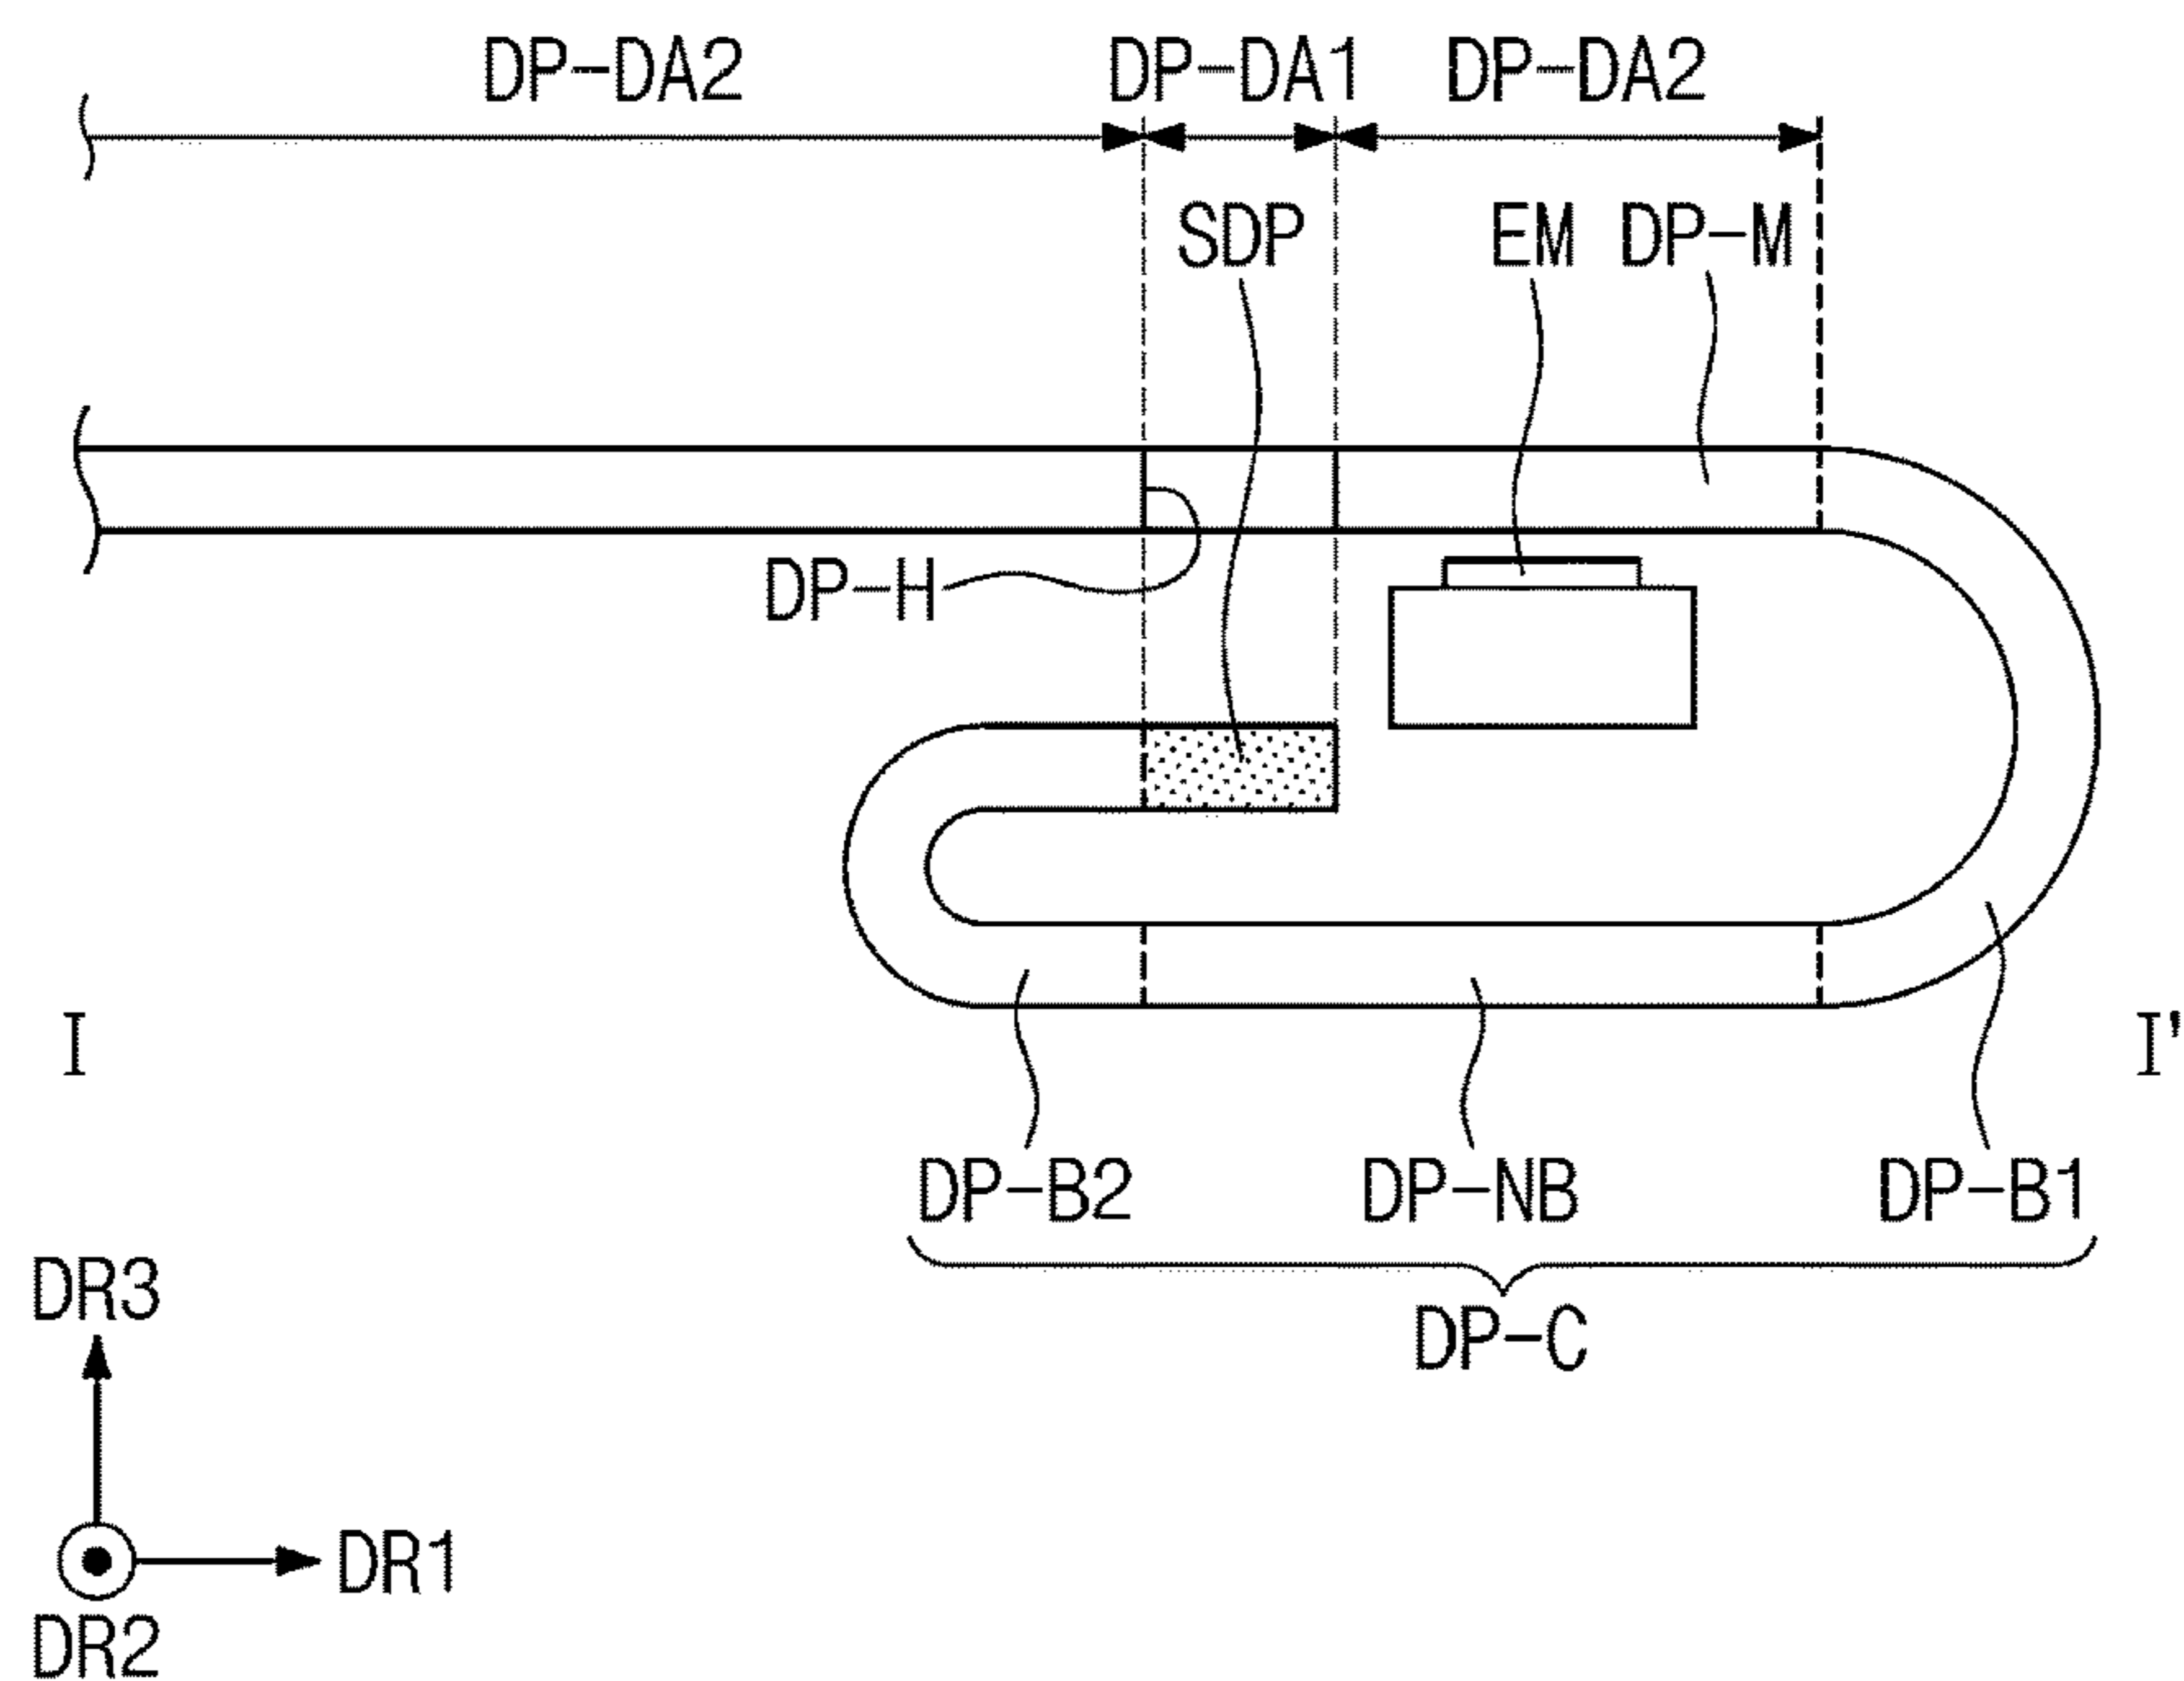 DP-DA2 DP-DA1 DP-DA2
SDP EM DP-M
DP-H
I I'
DP-B2 DP-NB DP-B1
DP-C
DR3
DR1
DR2